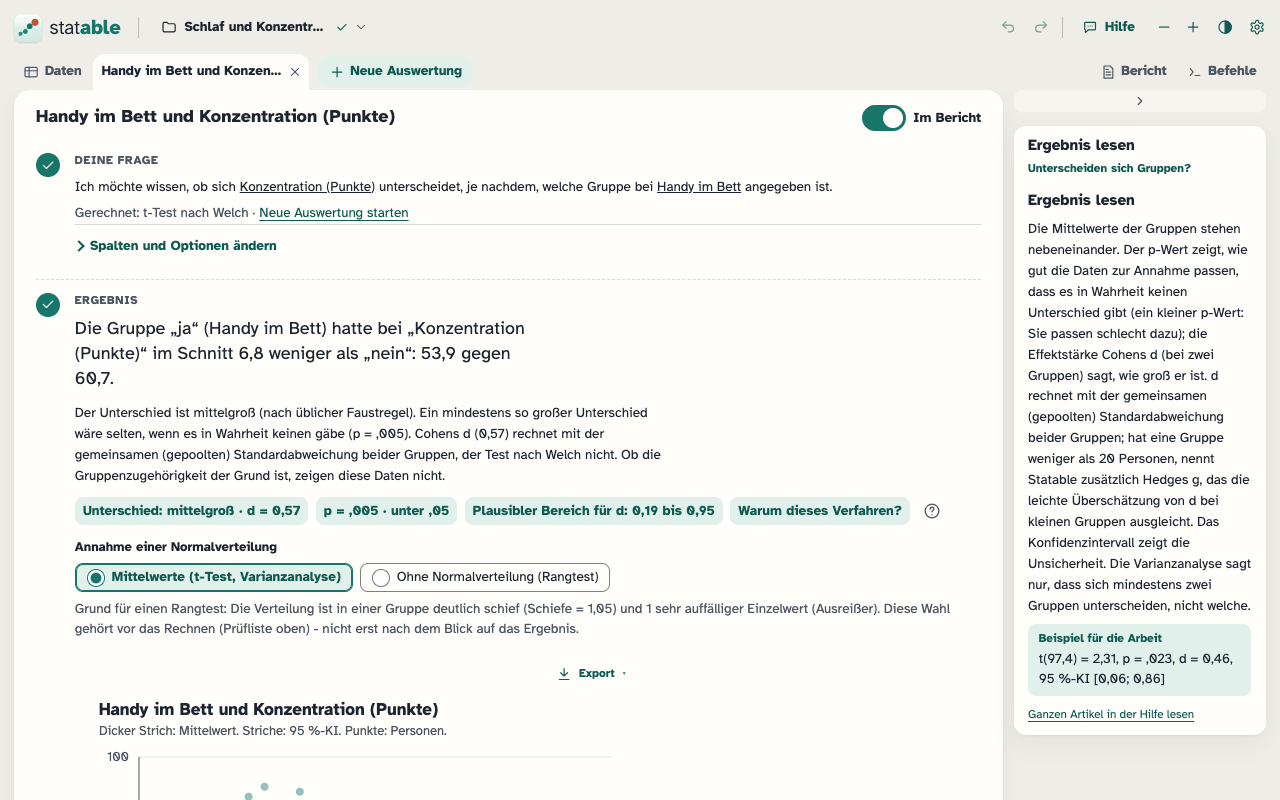 statable
Schlaf und Konzentr...
Hilfe
Daten
Handy im Bett und Konzen...
Neue Auswertung
Bericht
Befehle
Handy im Bett und Konzentration (Punkte)
Im Bericht
DEINE FRAGE
Ich möchte wissen, ob sich Konzentration (Punkte) unterscheidet, je nachdem, welche Gruppe bei Handy im Bett angegeben ist.
Gerechnet: t-Test nach Welch · Neue Auswertung starten
Spalten und Optionen ändern
ERGEBNIS
Die Gruppe „ja“ (Handy im Bett) hatte bei „Konzentration
(Punkte)“ im Schnitt 6,8 weniger als „nein“: 53,9 gegen
60,7.
Der Unterschied ist mittelgroß (nach üblicher Faustregel). Ein mindestens so großer Unterschied
wäre selten, wenn es in Wahrheit keinen gäbe (p = ,005). Cohens d (0,57) rechnet mit der
gemeinsamen (gepoolten) Standardabweichung beider Gruppen, der Test nach Welch nicht. Ob die
Gruppenzugehörigkeit der Grund ist, zeigen diese Daten nicht.
Unterschied: mittelgroß · d = 0,57
p = ,005 · unter ,05
Plausibler Bereich für d: 0,19 bis 0,95
Warum dieses Verfahren?
Annahme einer Normalverteilung
Mittelwerte (t-Test, Varianzanalyse)
Ohne Normalverteilung (Rangtest)
Grund für einen Rangtest: Die Verteilung ist in einer Gruppe deutlich schief (Schiefe = 1,05) und 1 sehr auffälliger Einzelwert (Ausreißer). Diese Wahl
gehört vor das Rechnen (Prüfliste oben) - nicht erst nach dem Blick auf das Ergebnis.
Export
Handy im Bett und Konzentration (Punkte)
Dicker Strich: Mittelwert. Striche: 95 %-KI. Punkte: Personen.
100
Ergebnis lesen
Unterscheiden sich Gruppen?
Ergebnis lesen
Die Mittelwerte der Gruppen stehen
nebeneinander. Der p-Wert zeigt, wie
gut die Daten zur Annahme passen,
dass es in Wahrheit keinen
Unterschied gibt (ein kleiner p-Wert:
Sie passen schlecht dazu); die
Effektstärke Cohens d (bei zwei
Gruppen) sagt, wie groß er ist. d
rechnet mit der gemeinsamen
(gepoolten) Standardabweichung
beider Gruppen; hat eine Gruppe
weniger als 20 Personen, nennt
Statable zusätzlich Hedges g, das die
leichte Überschätzung von d bei
kleinen Gruppen ausgleicht. Das
Konfidenzintervall zeigt die
Unsicherheit. Die Varianzanalyse sagt
nur, dass sich mindestens zwei
Gruppen unterscheiden, nicht welche.
Beispiel für die Arbeit
t(97,4) = 2,31, p = ,023, d = 0,46,
95 %-KI [0,06; 0,86]
Ganzen Artikel in der Hilfe lesen